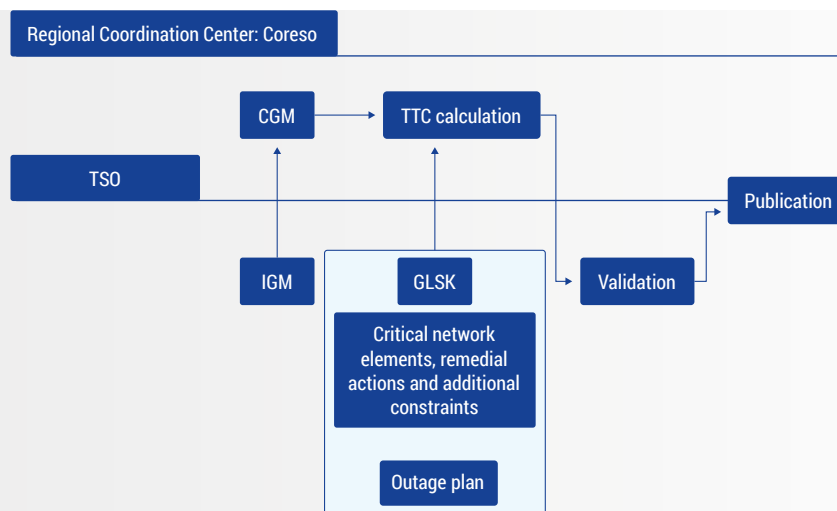 Regional Coordination Center: Coreso
CGM
TTC calculation
TSO
Publication
IGM
GLSK
Validation
Critical network
elements, remedial
actions and additional
constraints
Outage plan